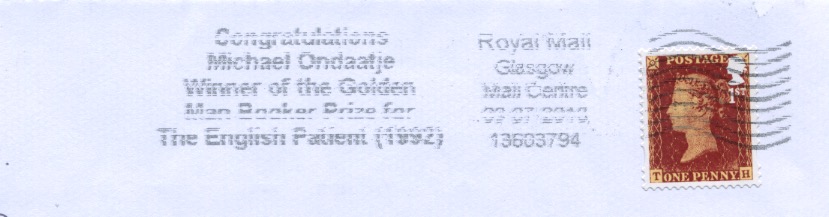 Congratulations
Michael Ondaatje
Winner of the Golden
Man Booker Prize for
The English Patient (1992)
Royal Mail
Glasgow
Mail Centre
13603794
POSTAGE
1ST
T ONE PENNY H